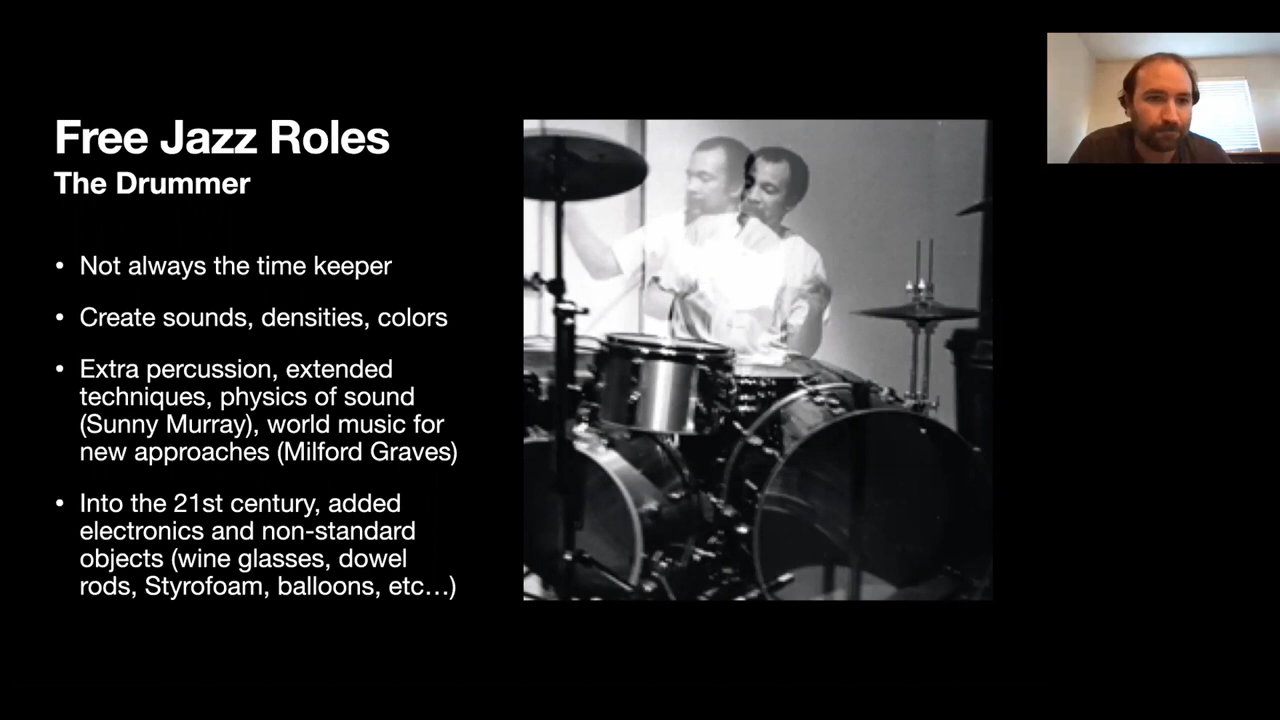 Free Jazz Roles
The Drummer
• Not always the time keeper
• Create sounds, densities, colors
• Extra percussion, extended
techniques, physics of sound
(Sunny Murray), world music for
new approaches (Milford Graves)
• Into the 21st century, added
electronics and non-standard
objects (wine glasses, dowel
rods, Styrofoam, balloons, etc…)